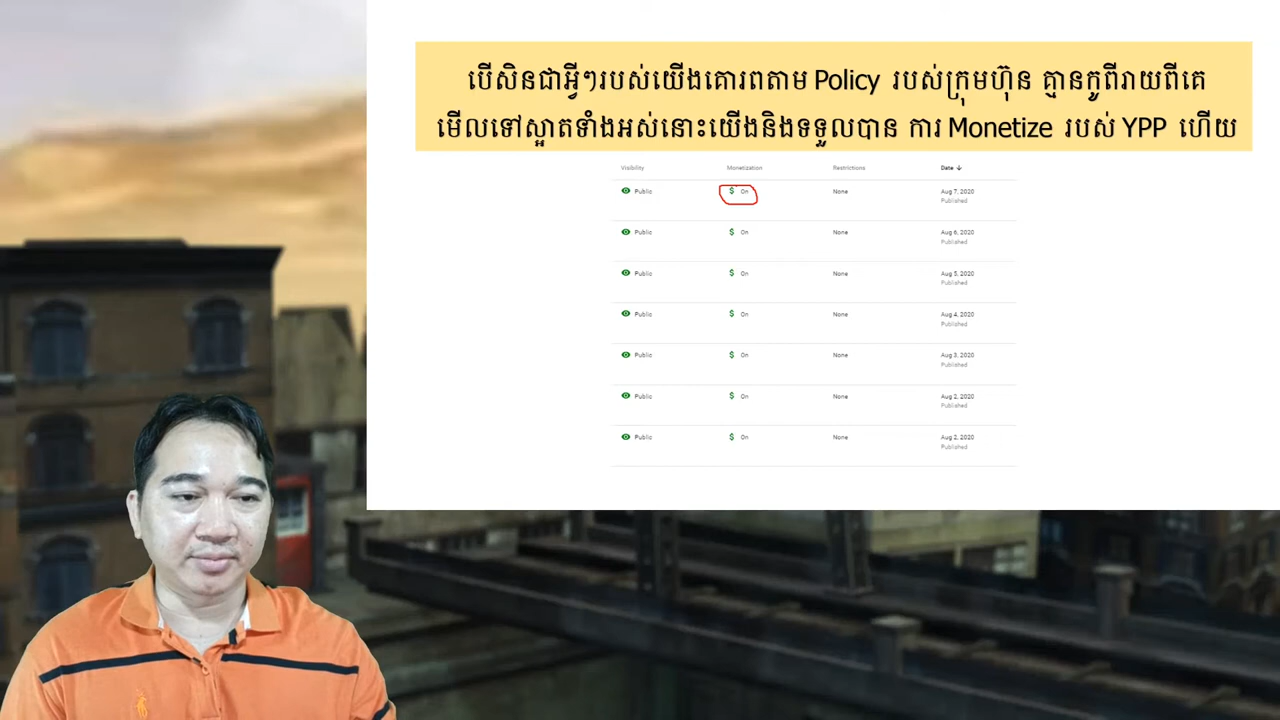 បើសិនជាអ្វីៗរបស់យើងគោរពតាម Policy របស់ក្រុមហ៊ុន គ្មានកូពីរាយពីគេ
មើលទៅស្អាតទាំងអស់នោះយើងនិងទទួលបាន ការ Monetize របស់ YPP ហើយ
Visibility Monetization Restrictions Date ↓
Public $ On None Aug 7, 2020
Published
Public $ On None Aug 6, 2020
Published
Public $ On None Aug 5, 2020
Published
Public $ On None Aug 4, 2020
Published
Public $ On None Aug 3, 2020
Published
Public $ On None Aug 2, 2020
Published
Public $ On None Aug 2, 2020
Published